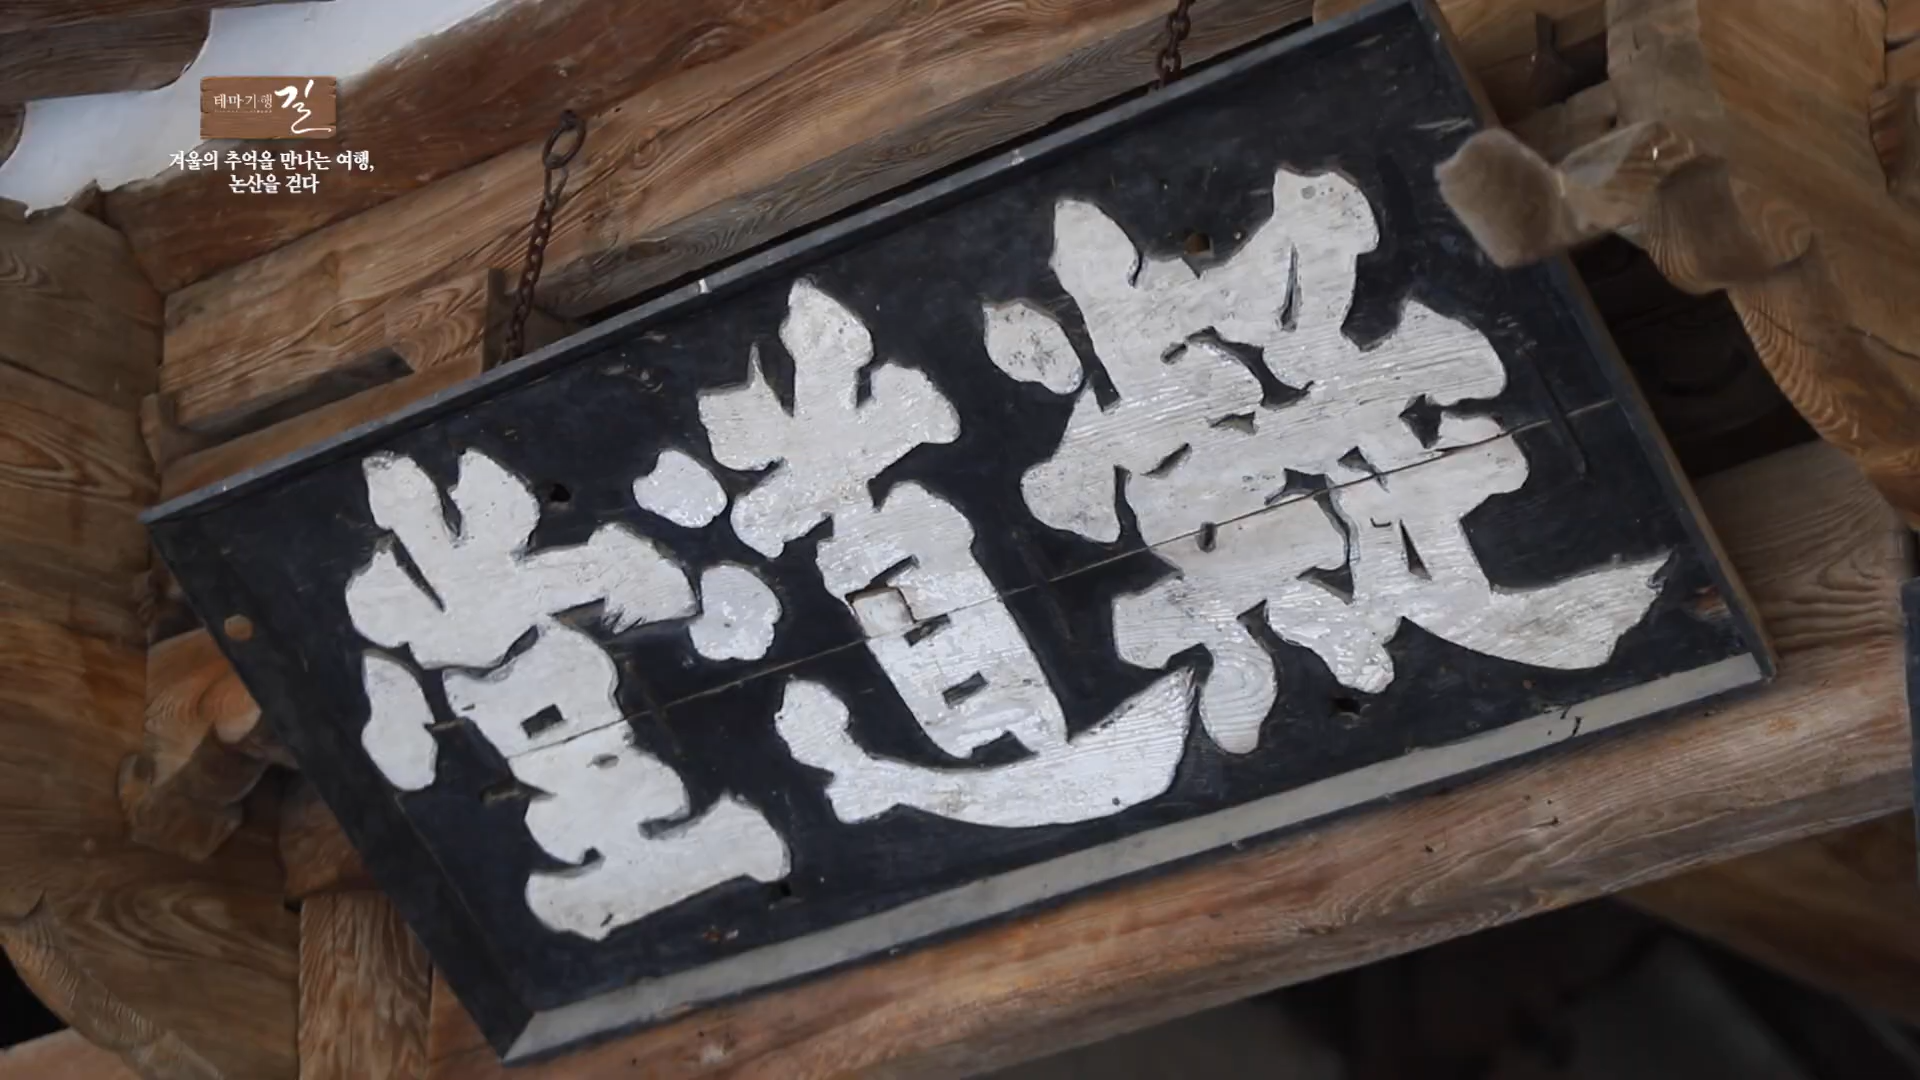 테마기행 길
겨울의 추억을 만나는 여행,
논산을 걷다
凝道堂